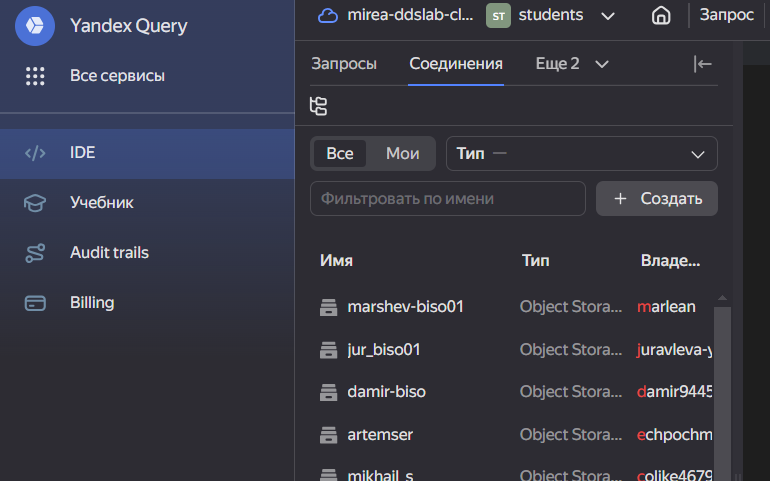 Yandex Query
Все сервисы
IDE
Учебник
Audit trails
Billing
mirea-ddslab-cl... ST students Запрос
Запросы Соединения Еще 2
Все Мои Тип —
Фильтровать по имени + Создать
Имя Тип Владе...
marshev-biso01 Object Stora... marlean
jur_biso01 Object Stora... juravleva-y
damir-biso Object Stora... damir9445
artemser Object Stora... echpochm
mikhail_s Object Stora... colike4679